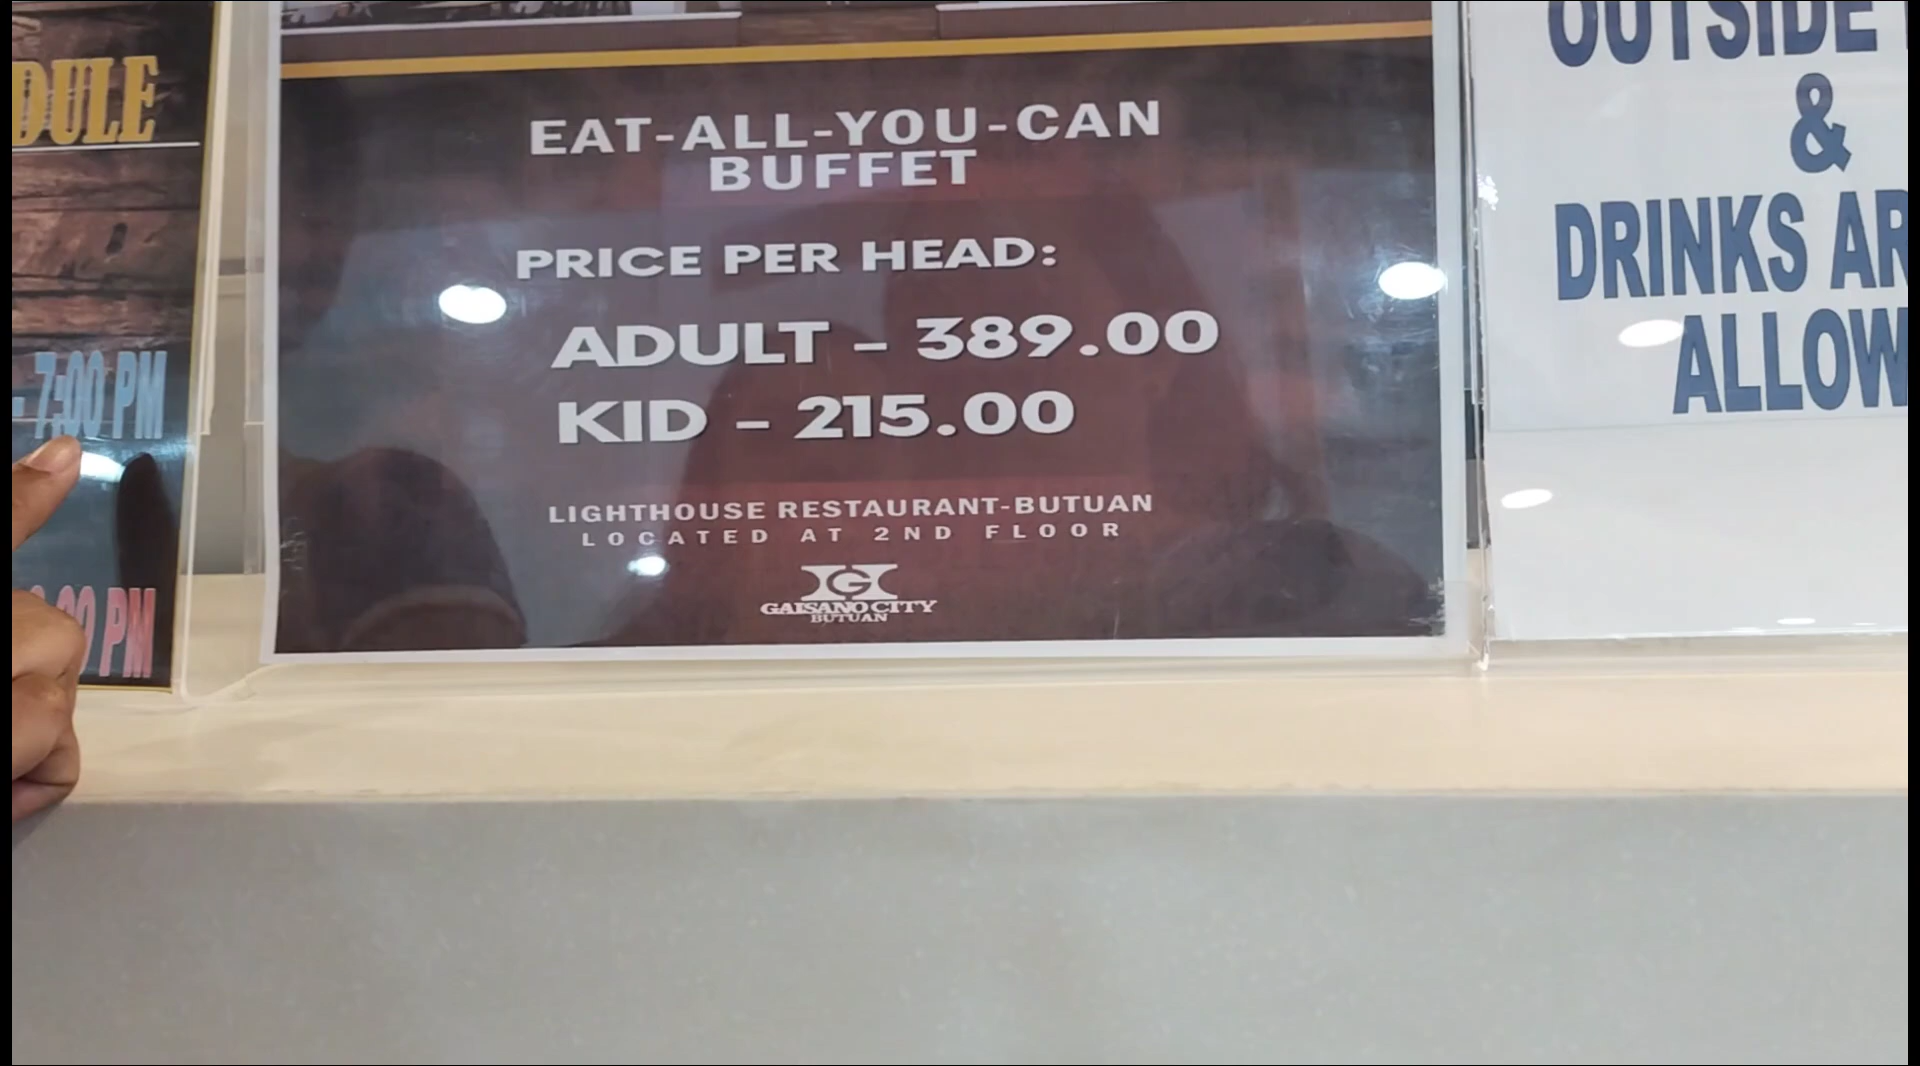 DULE
- 7:00 PM
:00 PM
EAT-ALL-YOU-CAN
BUFFET
PRICE PER HEAD:
ADULT - 389.00
KID - 215.00
LIGHTHOUSE RESTAURANT-BUTUAN
LOCATED AT 2ND FLOOR
GAISANO CITY
BUTUAN
OUTSIDE
&
DRINKS AR
ALLOW